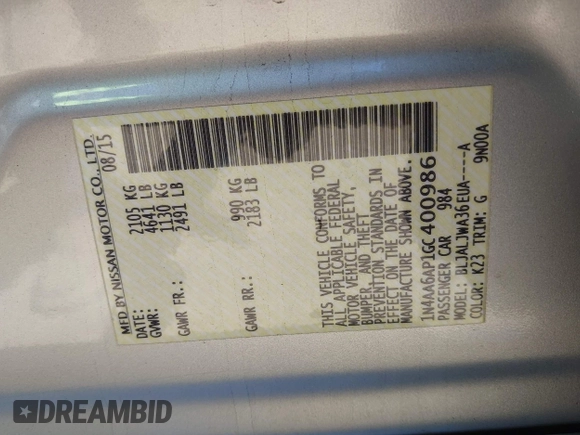 MFD BY NISSAN MOTOR CO., LTD.
DATE: 08/15
GVWR: 2105 KG
4641 LB
GAWR FR: 1130 KG
2491 LB
GAWR RR: 990 KG
2183 LB
THIS VEHICLE CONFORMS TO
ALL APPLICABLE FEDERAL
MOTOR VEHICLE SAFETY,
BUMPER, AND THEFT
PREVENTION STANDARDS IN
EFFECT ON THE DATE OF
MANUFACTURE SHOWN ABOVE.
1N4AA6AP1GC400986
PASSENGER CAR 984
MODEL: BLJALJWA36EUA----A
COLOR: K23 TRIM: G 9N00A
DREAMBID